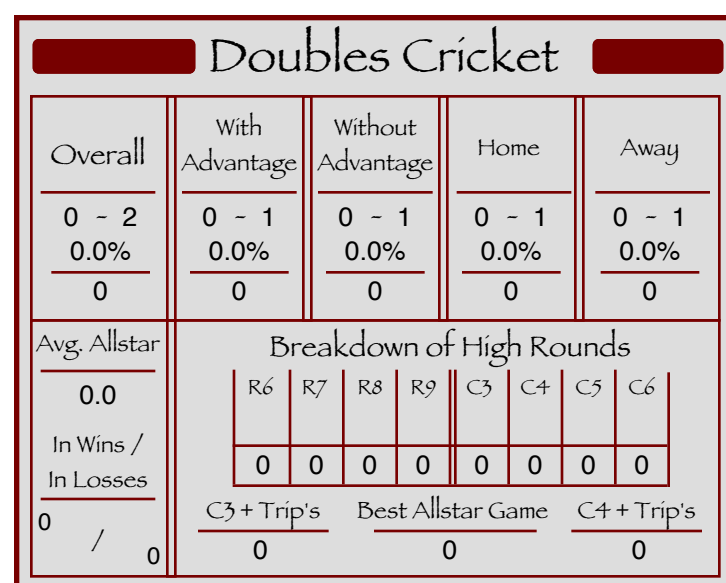 Doubles Cricket
Overall
With Advantage
Without Advantage
Home
Away
0 ~ 2
0 ~ 1
0 ~ 1
0 ~ 1
0 ~ 1
0.0%
0.0%
0.0%
0.0%
0.0%
0
0
0
0
0
Avg. Allstar
0.0
In Wins /
In Losses
0 / 0
Breakdown of High Rounds
R6 R7 R8 R9 C3 C4 C5 C6
0 0 0 0 0 0 0 0
C3 + Trip's
Best Allstar Game
C4 + Trip's
0
0
0